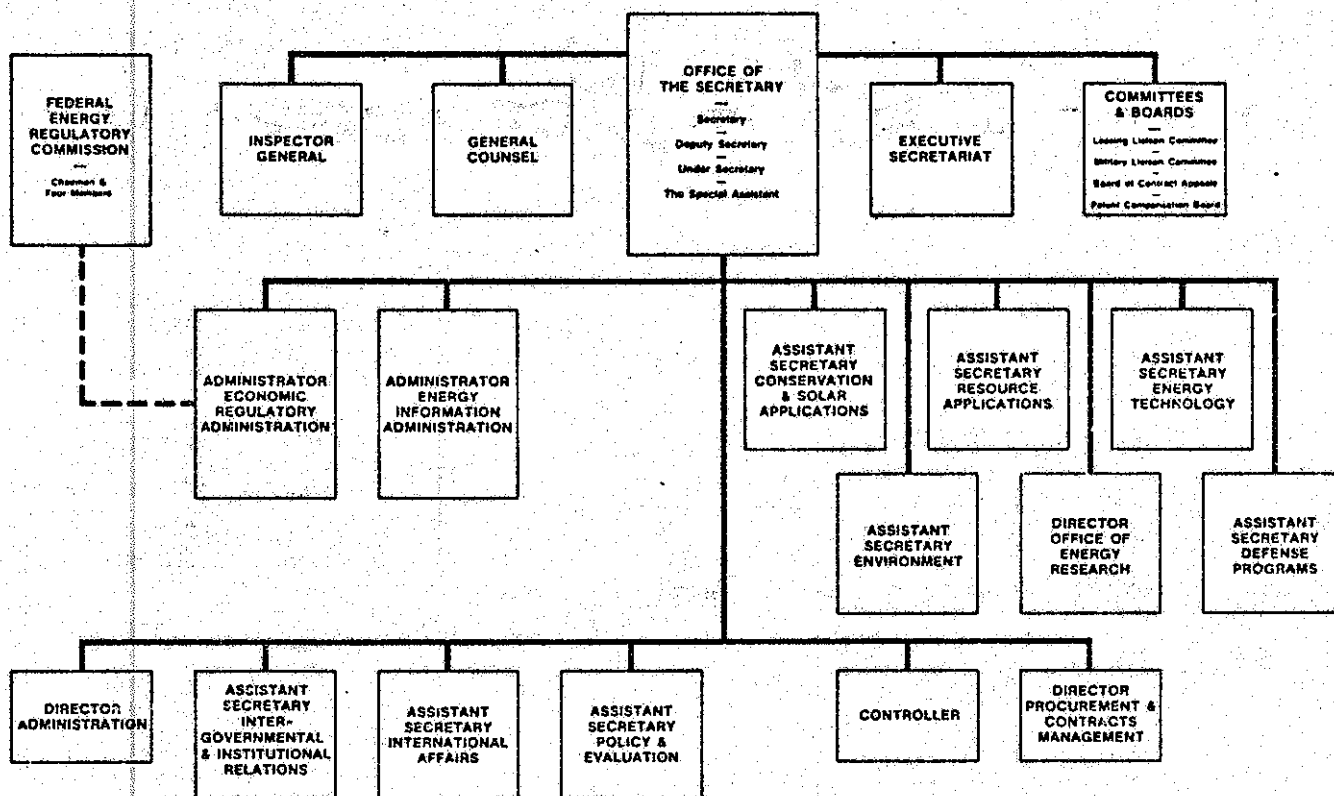 FEDERAL
ENERGY
REGULATORY
COMMISSION
—
Chairman &
Four Members
INSPECTOR
GENERAL
GENERAL
COUNSEL
OFFICE OF
THE SECRETARY
—
Secretary
—
Deputy Secretary
—
Under Secretary
—
The Special Assistant
EXECUTIVE
SECRETARIAT
COMMITTEES
& BOARDS
—
Leasing Liaison Committee
—
Military Liaison Committee
—
Board of Contract Appeals
—
Patent Compensation Board
ADMINISTRATOR
ECONOMIC
REGULATORY
ADMINISTRATION
ADMINISTRATOR
ENERGY
INFORMATION
ADMINISTRATION
ASSISTANT
SECRETARY
CONSERVATION
& SOLAR
APPLICATIONS
ASSISTANT
SECRETARY
RESOURCE
APPLICATIONS
ASSISTANT
SECRETARY
ENERGY
TECHNOLOGY
ASSISTANT
SECRETARY
ENVIRONMENT
DIRECTOR
OFFICE OF
ENERGY
RESEARCH
ASSISTANT
SECRETARY
DEFENSE
PROGRAMS
DIRECTOR
ADMINISTRATION
ASSISTANT
SECRETARY
INTER-
GOVERNMENTAL
& INSTITUTIONAL
RELATIONS
ASSISTANT
SECRETARY
INTERNATIONAL
AFFAIRS
ASSISTANT
SECRETARY
POLICY &
EVALUATION
CONTROLLER
DIRECTOR
PROCUREMENT &
CONTRACTS
MANAGEMENT